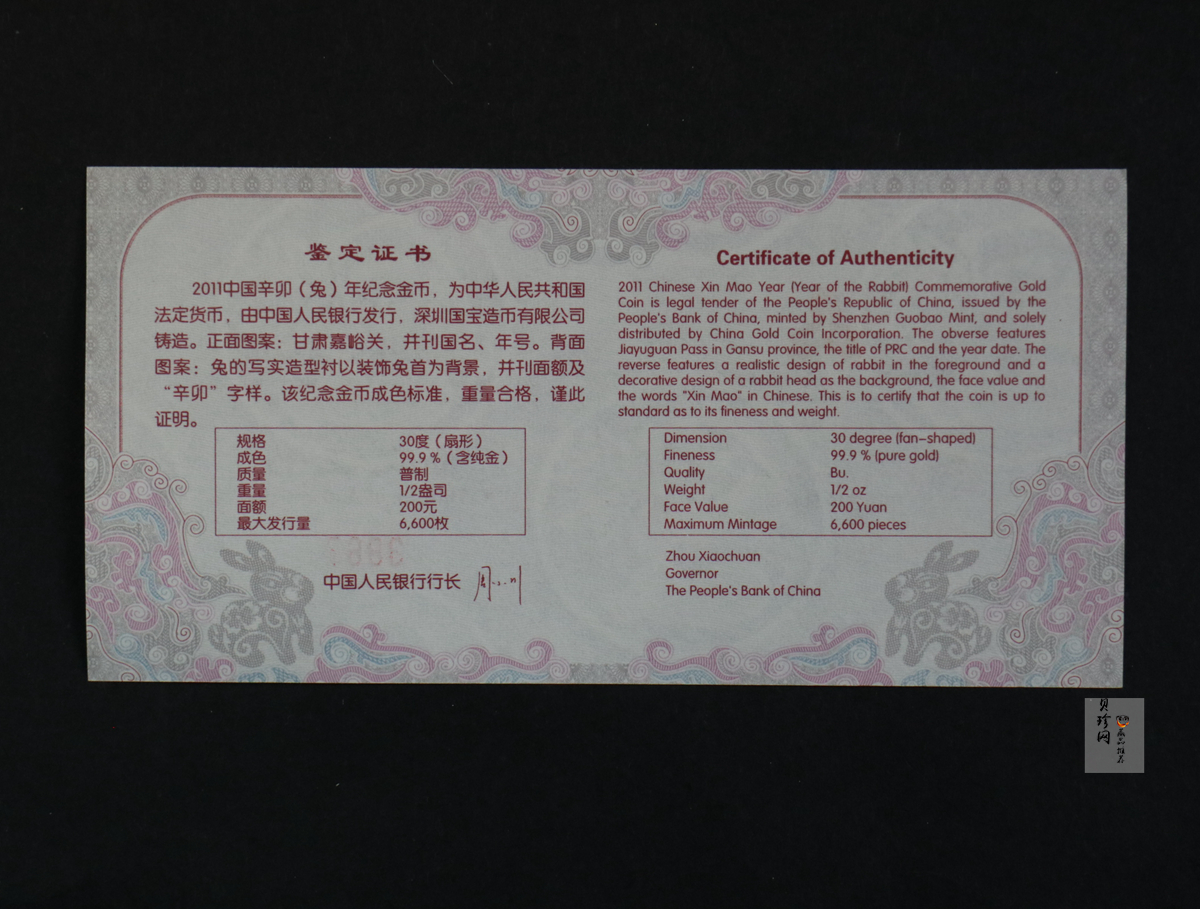 鉴定证书
2011中国辛卯（兔）年纪念金币，为中华人民共和国
法定货币，由中国人民银行发行，深圳国宝造币有限公司
铸造。正面图案：甘肃嘉峪关，并刊国名、年号。背面
图案：兔的写实造型衬以装饰兔首为背景，并刊面额及
“辛卯”字样。该纪念金币成色标准，重量合格，谨此
证明。
规格 30度（扇形）
成色 99.9 %（含纯金）
质量 普制
重量 1/2盎司
面额 200元
最大发行量 6,600枚
中国人民银行行长
Certificate of Authenticity
2011 Chinese Xin Mao Year (Year of the Rabbit) Commemorative Gold
Coin is legal tender of the People's Republic of China, issued by the
People's Bank of China, minted by Shenzhen Guobao Mint, and solely
distributed by China Gold Coin Incorporation. The obverse features
Jiayuguan Pass in Gansu province, the title of PRC and the year date. The
reverse features a realistic design of rabbit in the foreground and a
decorative design of a rabbit head as the background, the face value and
the words "Xin Mao" in Chinese. This is to certify that the coin is up to
standard as to its fineness and weight.
Dimension 30 degree (fan-shaped)
Fineness 99.9 % (pure gold)
Quality Bu.
Weight 1/2 oz
Face Value 200 Yuan
Maximum Mintage 6,600 pieces
Zhou Xiaochuan
Governor
The People's Bank of China
贝珍网